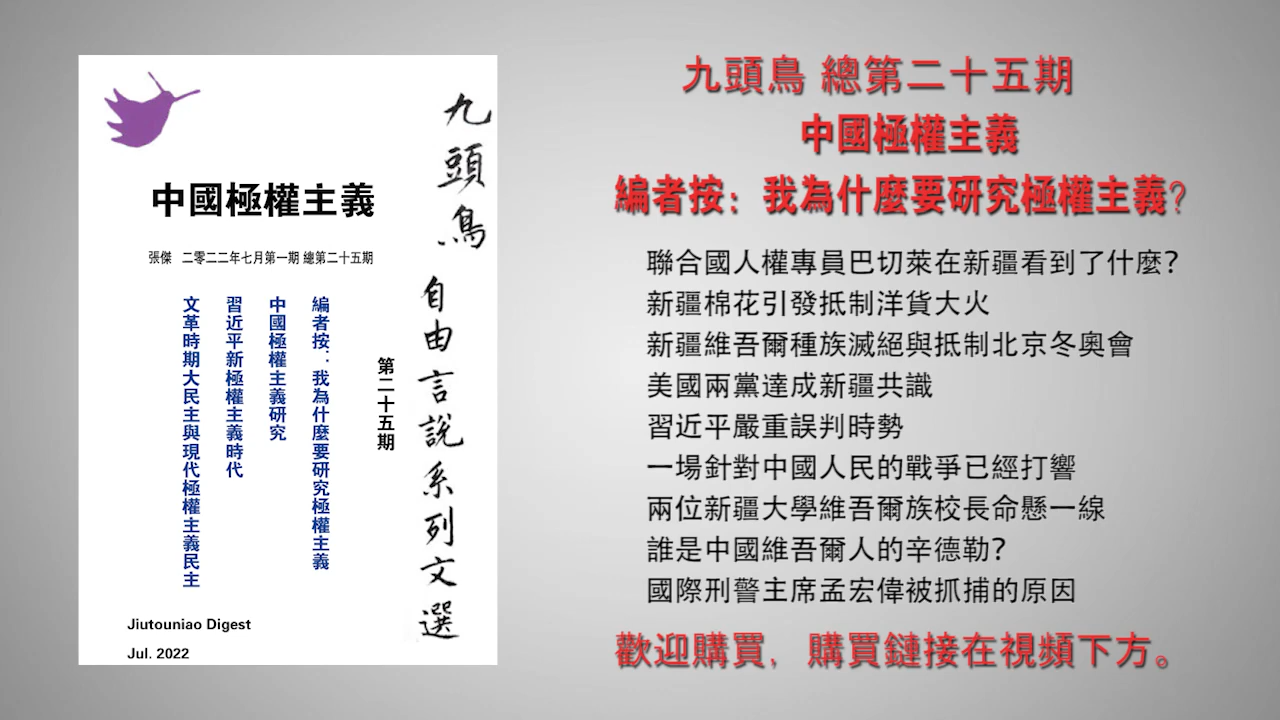 九頭鳥 自由言說系列文選
第二十五期
中國極權主義
張傑 二零二二年七月第一期 總第二十五期
編者按：我為什麼要研究極權主義
中國極權主義研究
習近平新極權主義時代
文革時期大民主與現代極權主義民主
Jiutouniao Digest
Jul. 2022
九頭鳥 總第二十五期
中國極權主義
編者按：我為什麼要研究極權主義?
聯合國人權專員巴切萊在新疆看到了什麼？
新疆棉花引發抵制洋貨大火
新疆維吾爾種族滅絕與抵制北京冬奧會
美國兩黨達成新疆共識
習近平嚴重誤判時勢
一場針對中國人民的戰爭已經打響
兩位新疆大學維吾爾族校長命懸一線
誰是中國維吾爾人的辛德勒？
國際刑警主席孟宏偉被抓捕的原因
歡迎購買，購買鏈接在視頻下方。